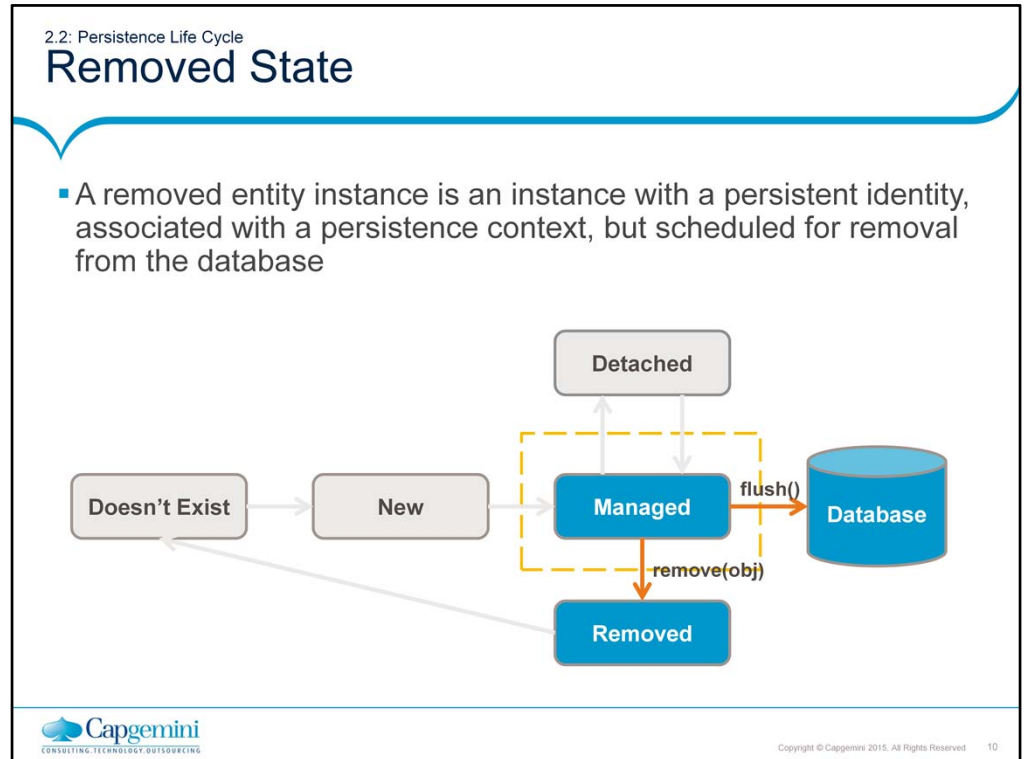 2.2: Persistence Life Cycle
Removed State
▪ A removed entity instance is an instance with a persistent identity,
associated with a persistence context, but scheduled for removal
from the database
Detached
Doesn’t Exist
New
Managed
flush()
Database
remove(obj)
Removed
Capgemini
CONSULTING.TECHNOLOGY.OUTSOURCING
Copyright © Capgemini 2015. All Rights Reserved 10